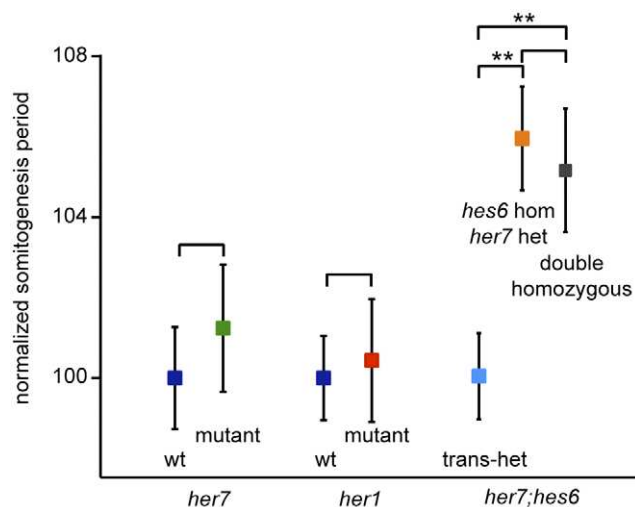 normalized somitogenesis period
108
104
100
**
**
hes6 hom
her7 het
double
homozygous
mutant
mutant
wt
wt
trans-het
her7
her1
her7;hes6